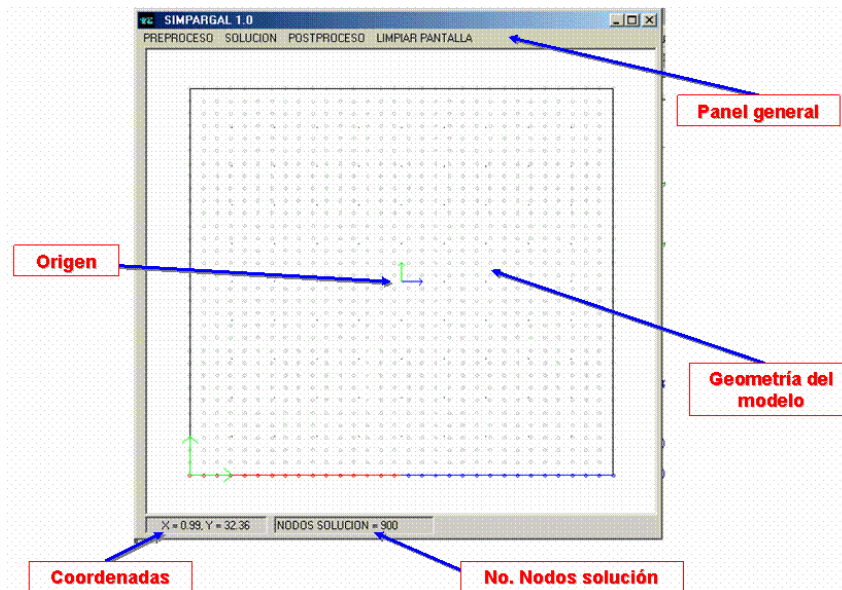 SIMPARGAL 1.0
PREPROCESO SOLUCION POSTPROCESO LIMPIAR PANTALLA
Panel general
Origen
Geometría del
modelo
X = 0.99, Y = 32.36
NODOS SOLUCION = 900
Coordenadas
No. Nodos solución